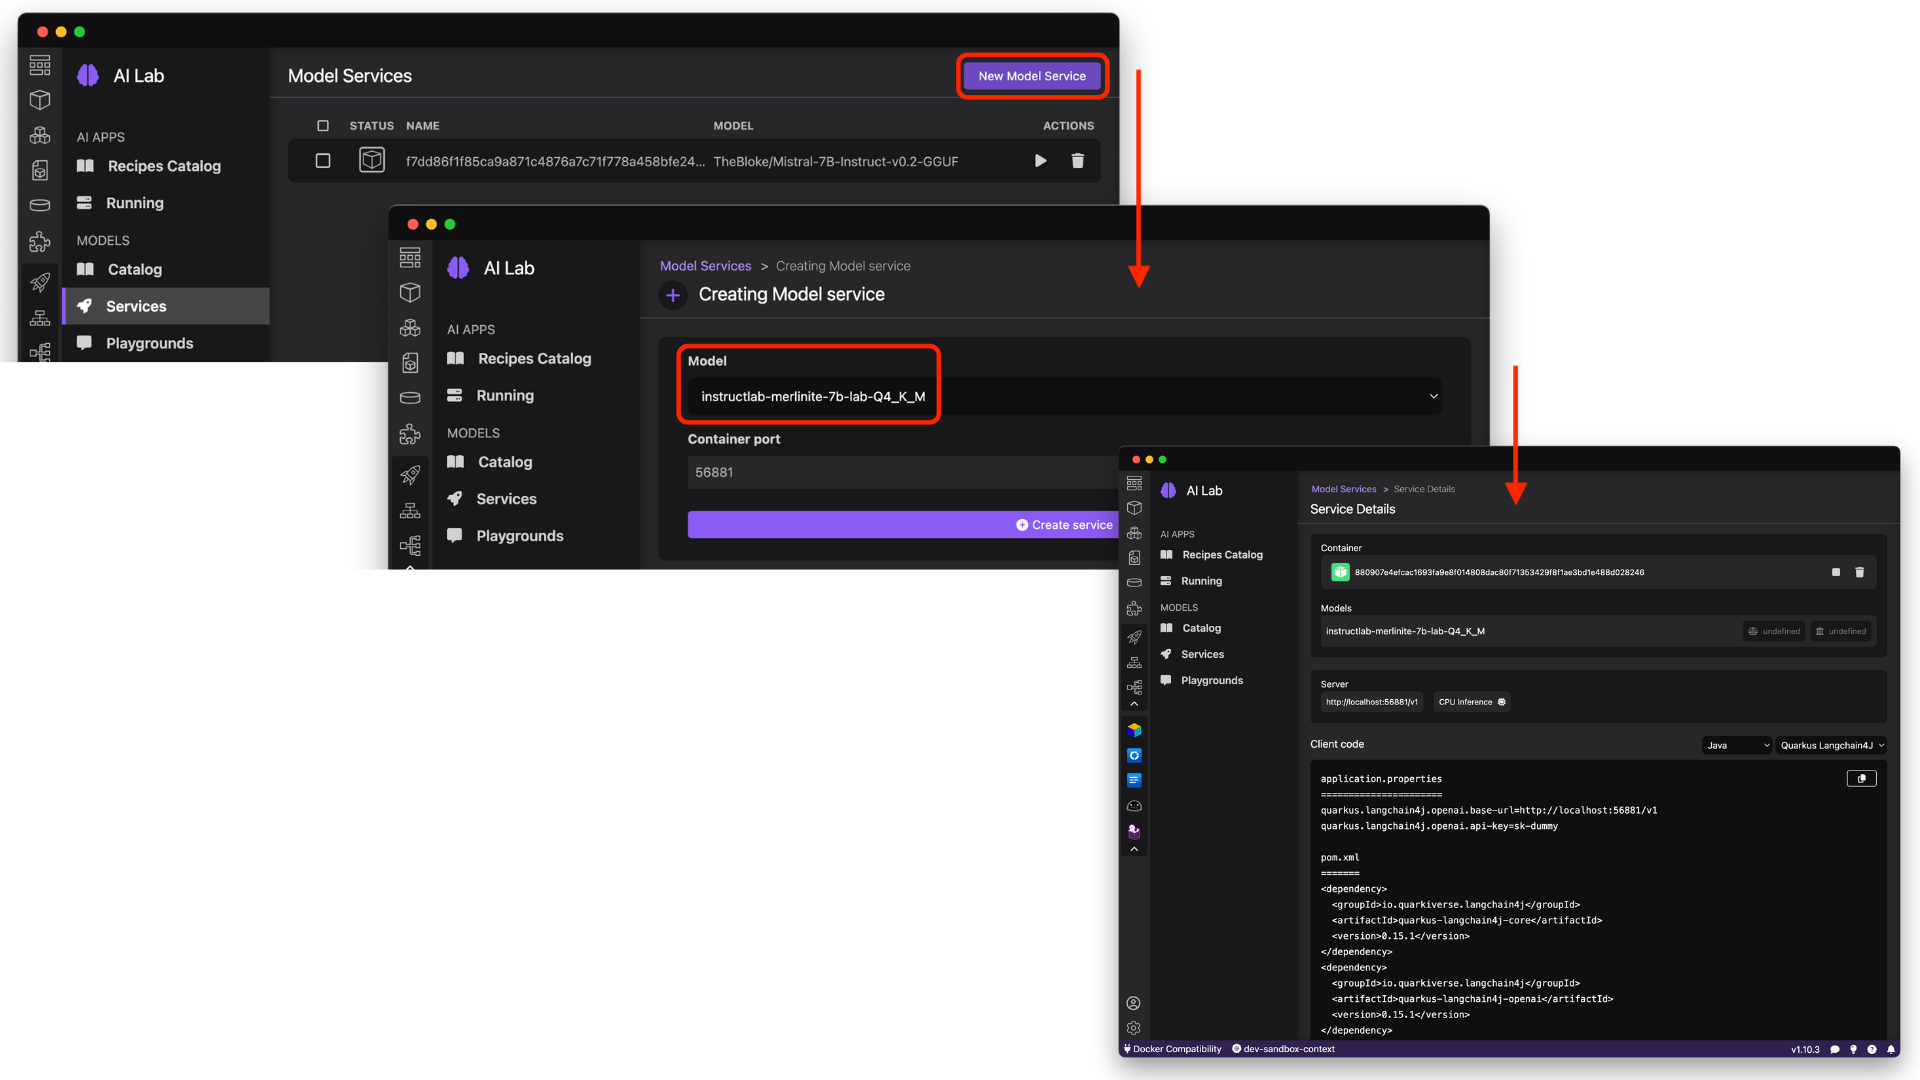 AI Lab
AI APPS
Recipes Catalog
Running
MODELS
Catalog
Services
Playgrounds
Model Services
New Model Service
STATUS NAME MODEL ACTIONS
f7dd86f1f85ca9a871c4876a7c71f778a458bfe24... TheBloke/Mistral-7B-Instruct-v0.2-GGUF
AI Lab
AI APPS
Recipes Catalog
Running
MODELS
Catalog
Services
Playgrounds
Model Services > Creating Model service
Creating Model service
Model
instructlab-merlinite-7b-lab-Q4_K_M
Container port
56881
Create service
AI Lab
AI APPS
Recipes Catalog
Running
MODELS
Catalog
Services
Playgrounds
Model Services > Service Details
Service Details
Container
880907e4efcac1693fa9e8f014808dac80f71353429f8f1ae3bd1e488d028246
Models
instructlab-merlinite-7b-lab-Q4_K_M undefined undefined
Server
http://localhost:56881/v1 CPU Inference
Client code Java Quarkus Langchain4J
application.properties
======================
quarkus.langchain4j.openai.base-url=http://localhost:56881/v1
quarkus.langchain4j.openai.api-key=sk-dummy
pom.xml
=======
<dependency>
<groupId>io.quarkiverse.langchain4j</groupId>
<artifactId>quarkus-langchain4j-core</artifactId>
<version>0.15.1</version>
</dependency>
<dependency>
<groupId>io.quarkiverse.langchain4j</groupId>
<artifactId>quarkus-langchain4j-openai</artifactId>
<version>0.15.1</version>
</dependency>
Docker Compatibility dev-sandbox-context v1.10.3